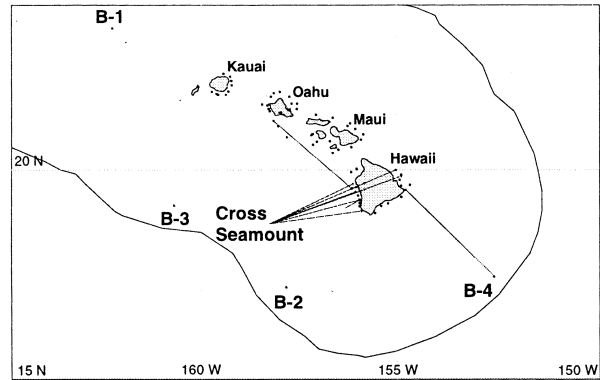 B-1
Kauai
Oahu
Maui
Hawaii
20 N
B-3
Cross
Seamount
B-2
B-4
15 N
160 W
155 W
150 W